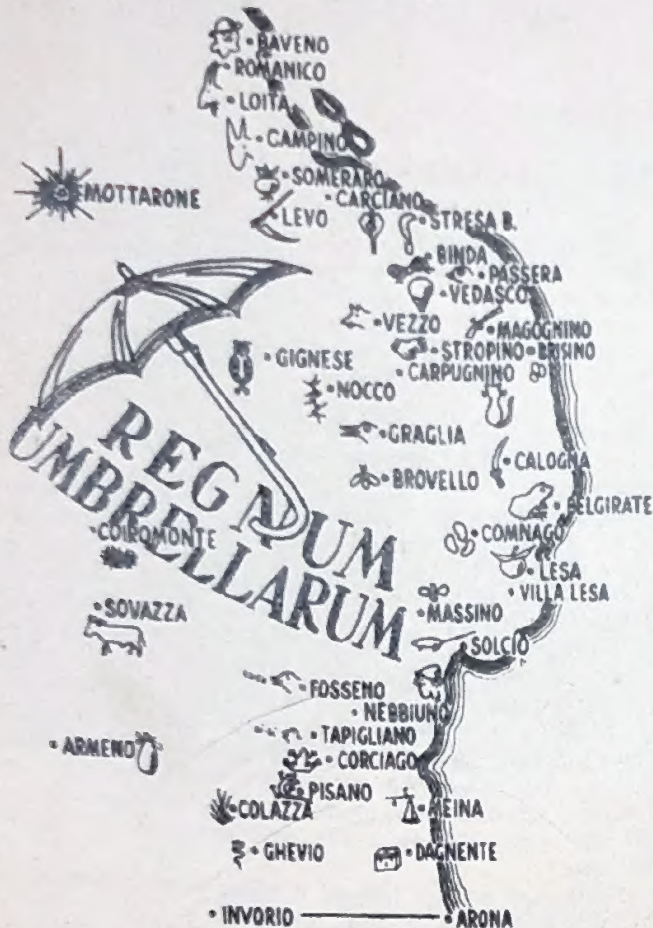 BAVENO
ROMANICO
LOITA
CAMPINO
SOMERARO
MOTTARONE
CARCIANO
LEVO
STRESA B.
BINDA
PASSERA
VEDASCO
VEZZO
MAGOGNINO
GIGNESE
STROPINO
BRISINO
CARPUGNINO
NOCCO
GRAGLIA
CALOGNA
BROVELLO
BELGIRATE
REGNUM
UMBRELLARUM
COIROMONTE
COMNAGO
LESA
VILLA LESA
SOVAZZA
MASSINO
SOLCIO
FOSSENO
NEBBIUNO
TAPIGLIANO
ARMENO
CORCIAGO
PISANO
COLAZZA
MEINA
GHEVIO
DAGNENTE
INVORIO
ARONA